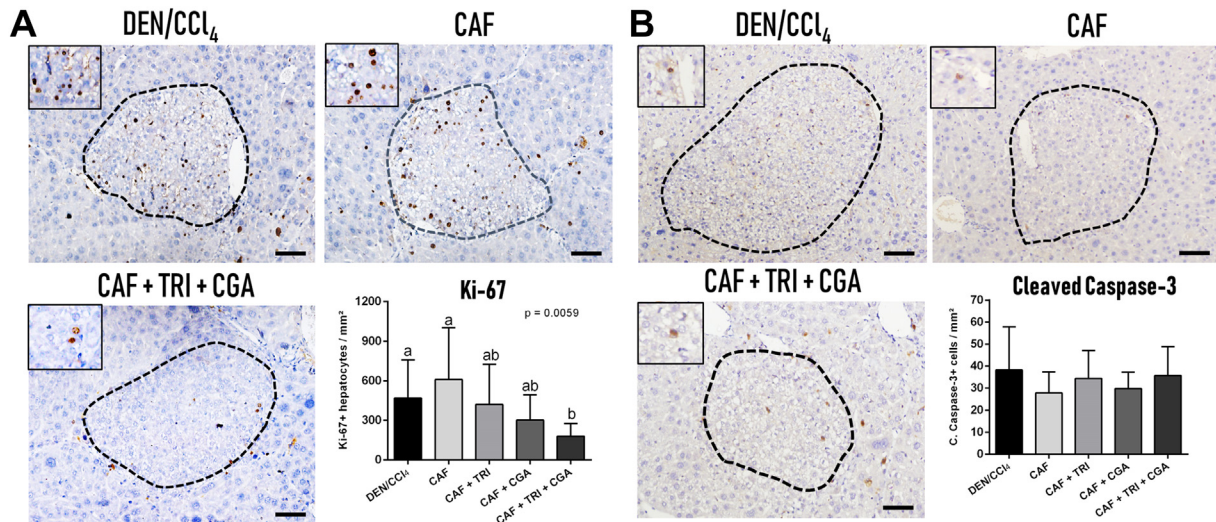 A
DEN/CCl₄
CAF
CAF + TRI + CGA
Ki-67
p = 0.0059
Ki-67+ hepatocytes / mm²
1200
900
600
300
0
a
a
ab
ab
b
DEN/CCl₄
CAF
CAF + TRI
CAF + CGA
CAF + TRI + CGA
B
DEN/CCl₄
CAF
CAF + TRI + CGA
Cleaved Caspase-3
C. Caspase-3+ cells / mm²
70
60
50
40
30
20
10
0
DEN/CCl₄
CAF
CAF + TRI
CAF + CGA
CAF + TRI + CGA